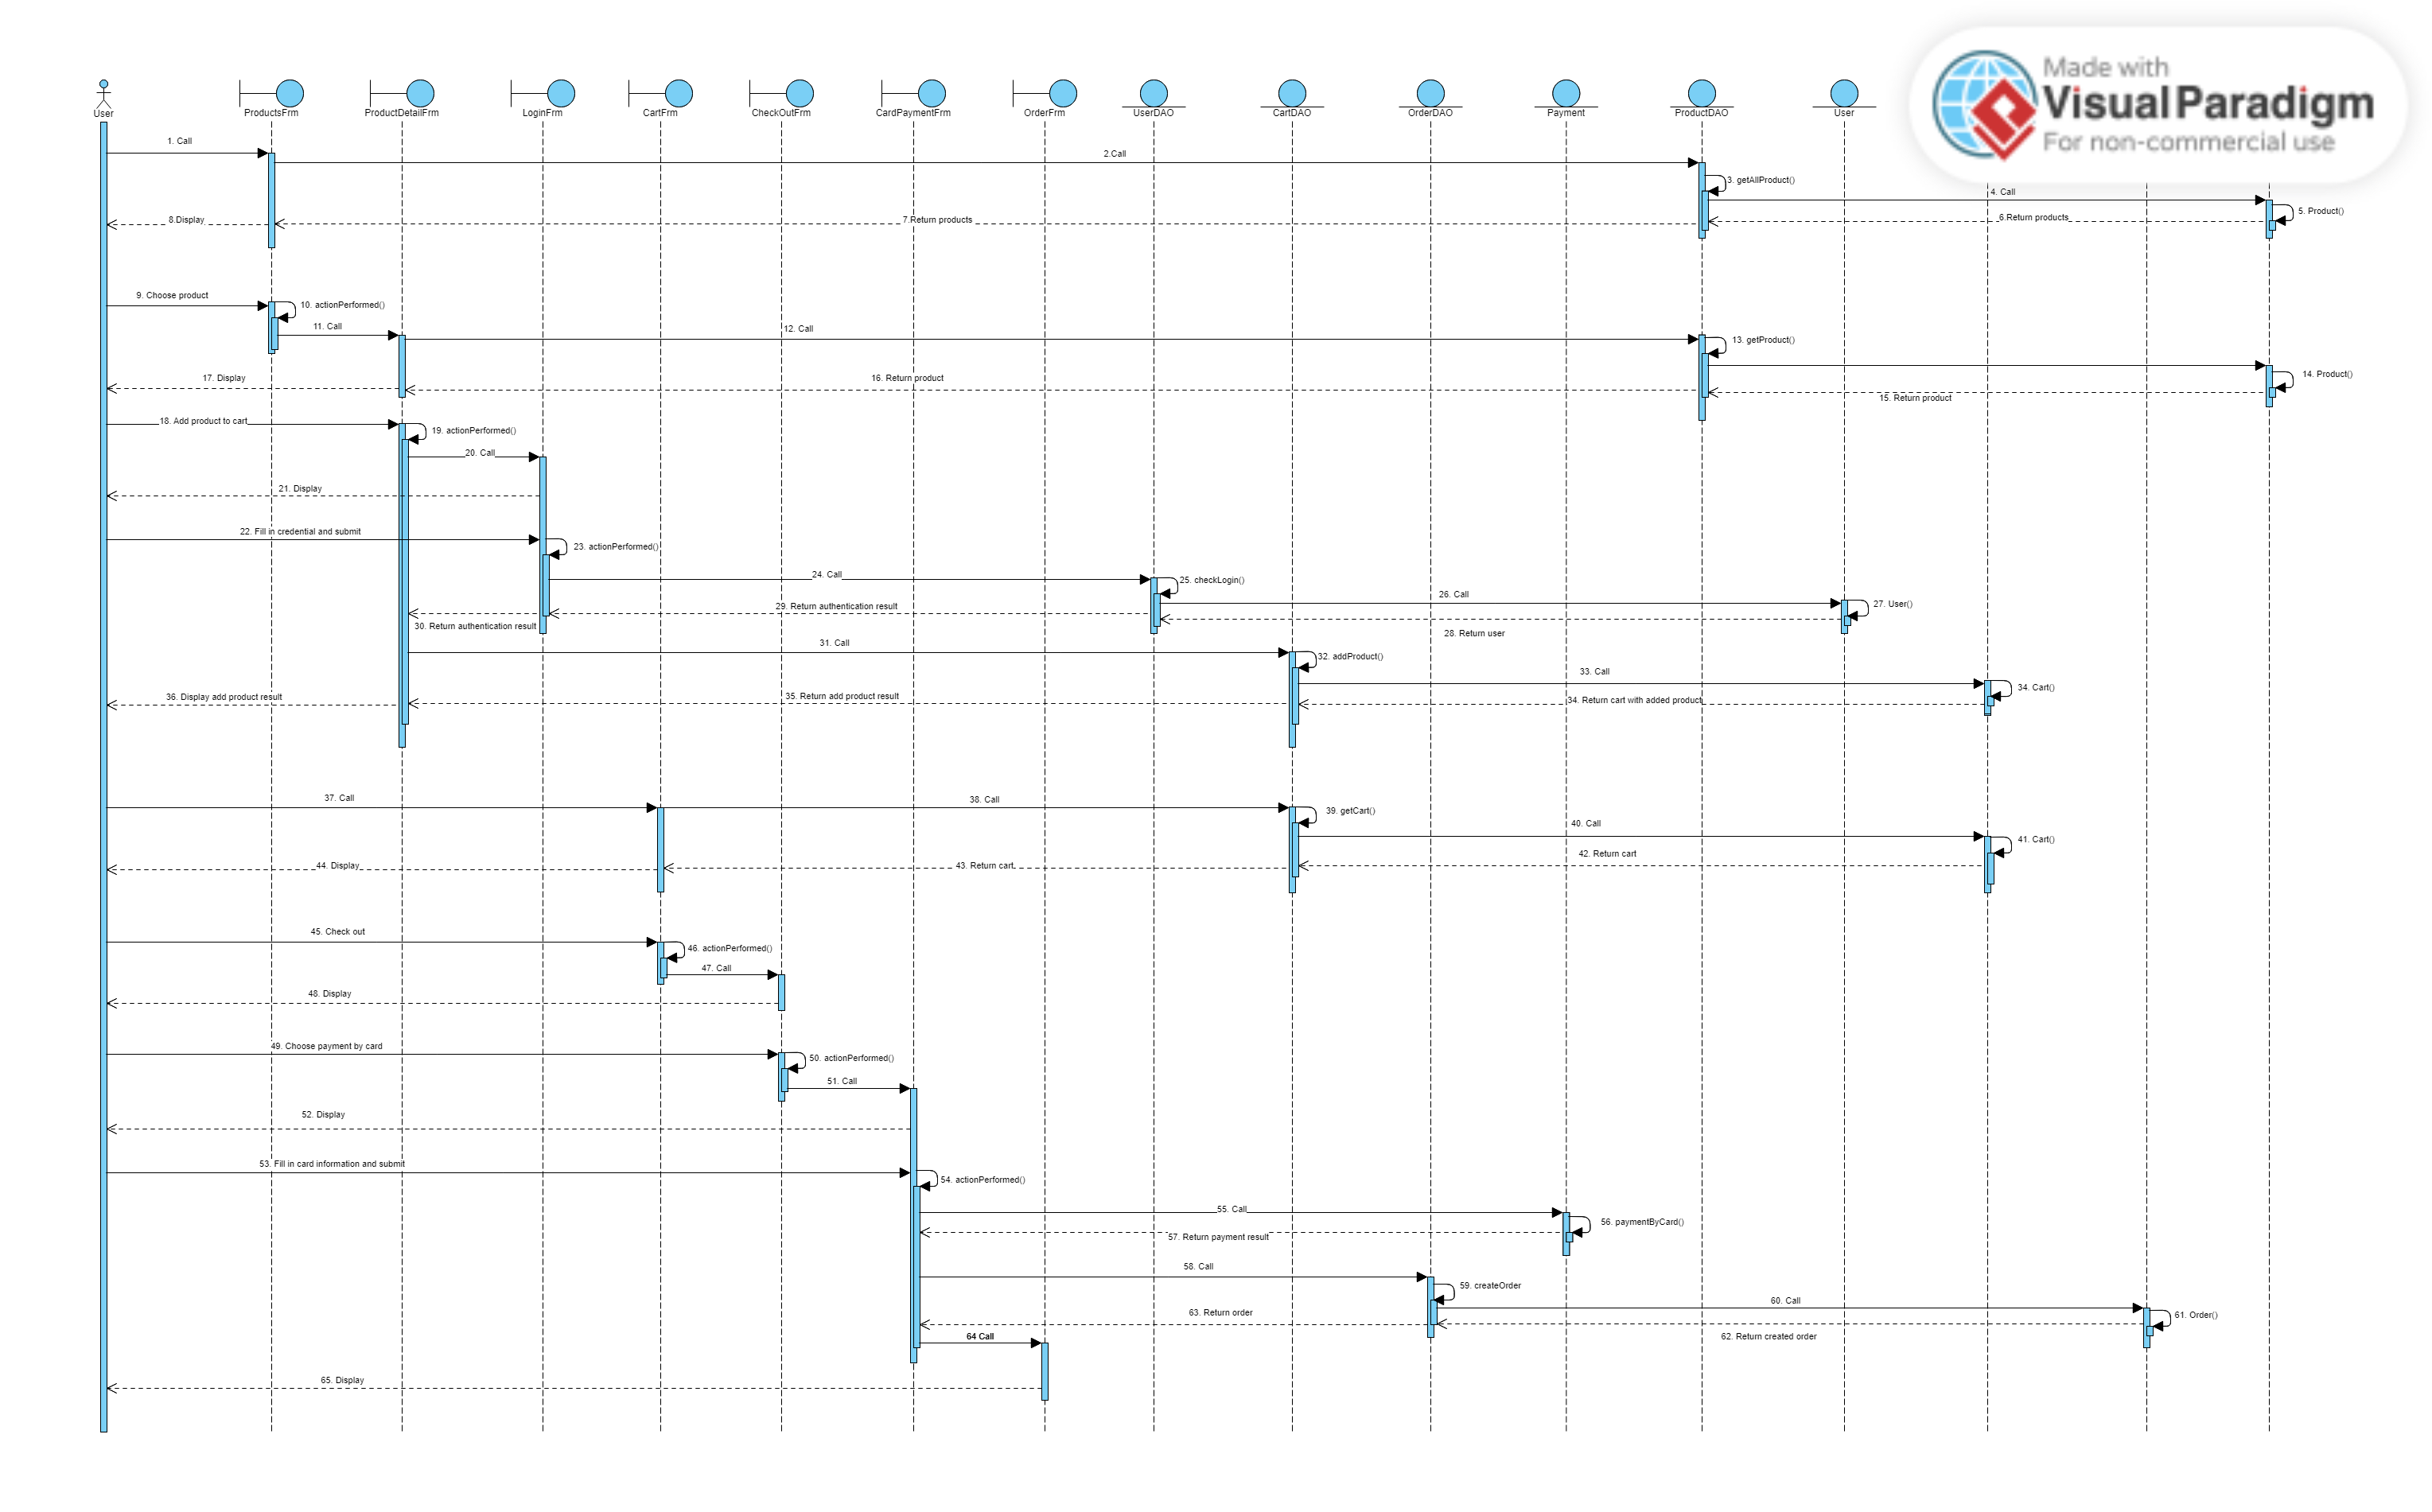 Made with
Visual Paradigm
For non-commercial use
User
ProductsFrm
ProductDetailFrm
LoginFrm
CartFrm
CheckOutFrm
CardPaymentFrm
OrderFrm
UserDAO
CartDAO
OrderDAO
Payment
ProductDAO
User
1. Call
2.Call
3. getAllProduct()
4. Call
5. Product()
6.Return products
7.Return products
8.Display
9. Choose product
10. actionPerformed()
11. Call
12. Call
13. getProduct()
14. Product()
15. Return product
16. Return product
17. Display
18. Add product to cart
19. actionPerformed()
20. Call
21. Display
22. Fill in credential and submit
23. actionPerformed()
24. Call
25. checkLogin()
26. Call
27. User()
28. Return user
29. Return authentication result
30. Return authentication result
31. Call
32. addProduct()
33. Call
34. Cart()
34. Return cart with added product
35. Return add product result
36. Display add product result
37. Call
38. Call
39. getCart()
40. Call
41. Cart()
42. Return cart
43. Return cart
44. Display
45. Check out
46. actionPerformed()
47. Call
48. Display
49. Choose payment by card
50. actionPerformed()
51. Call
52. Display
53. Fill in card information and submit
54. actionPerformed()
55. Call
56. paymentByCard()
57. Return payment result
58. Call
59. createOrder
60. Call
61. Order()
62. Return created order
63. Return order
64 Call
65. Display